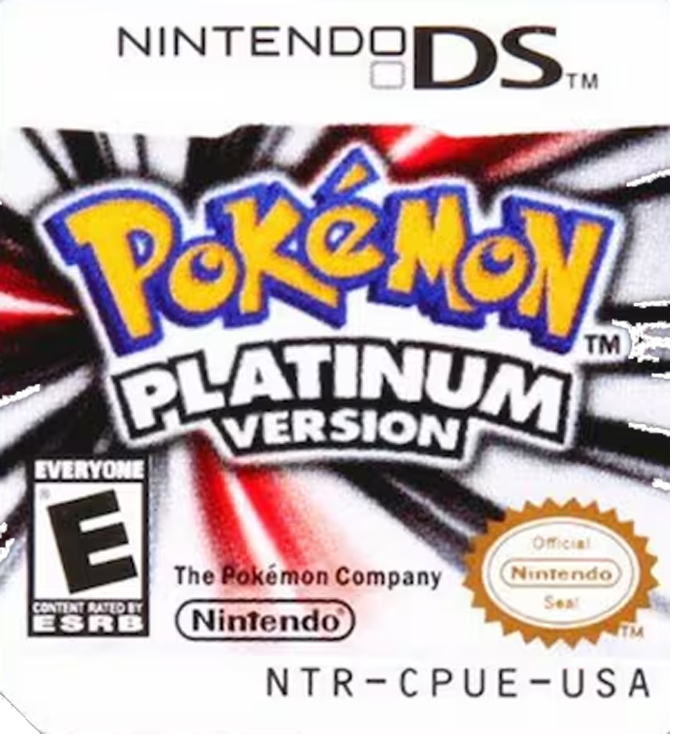 NINTENDO DS TM
POKéMON
TM
PLATINUM
VERSION
EVERYONE
E
CONTENT RATED BY
ESRB
The Pokémon Company
Nintendo®
Official
Nintendo
Seal
TM
NTR-CPUE-USA